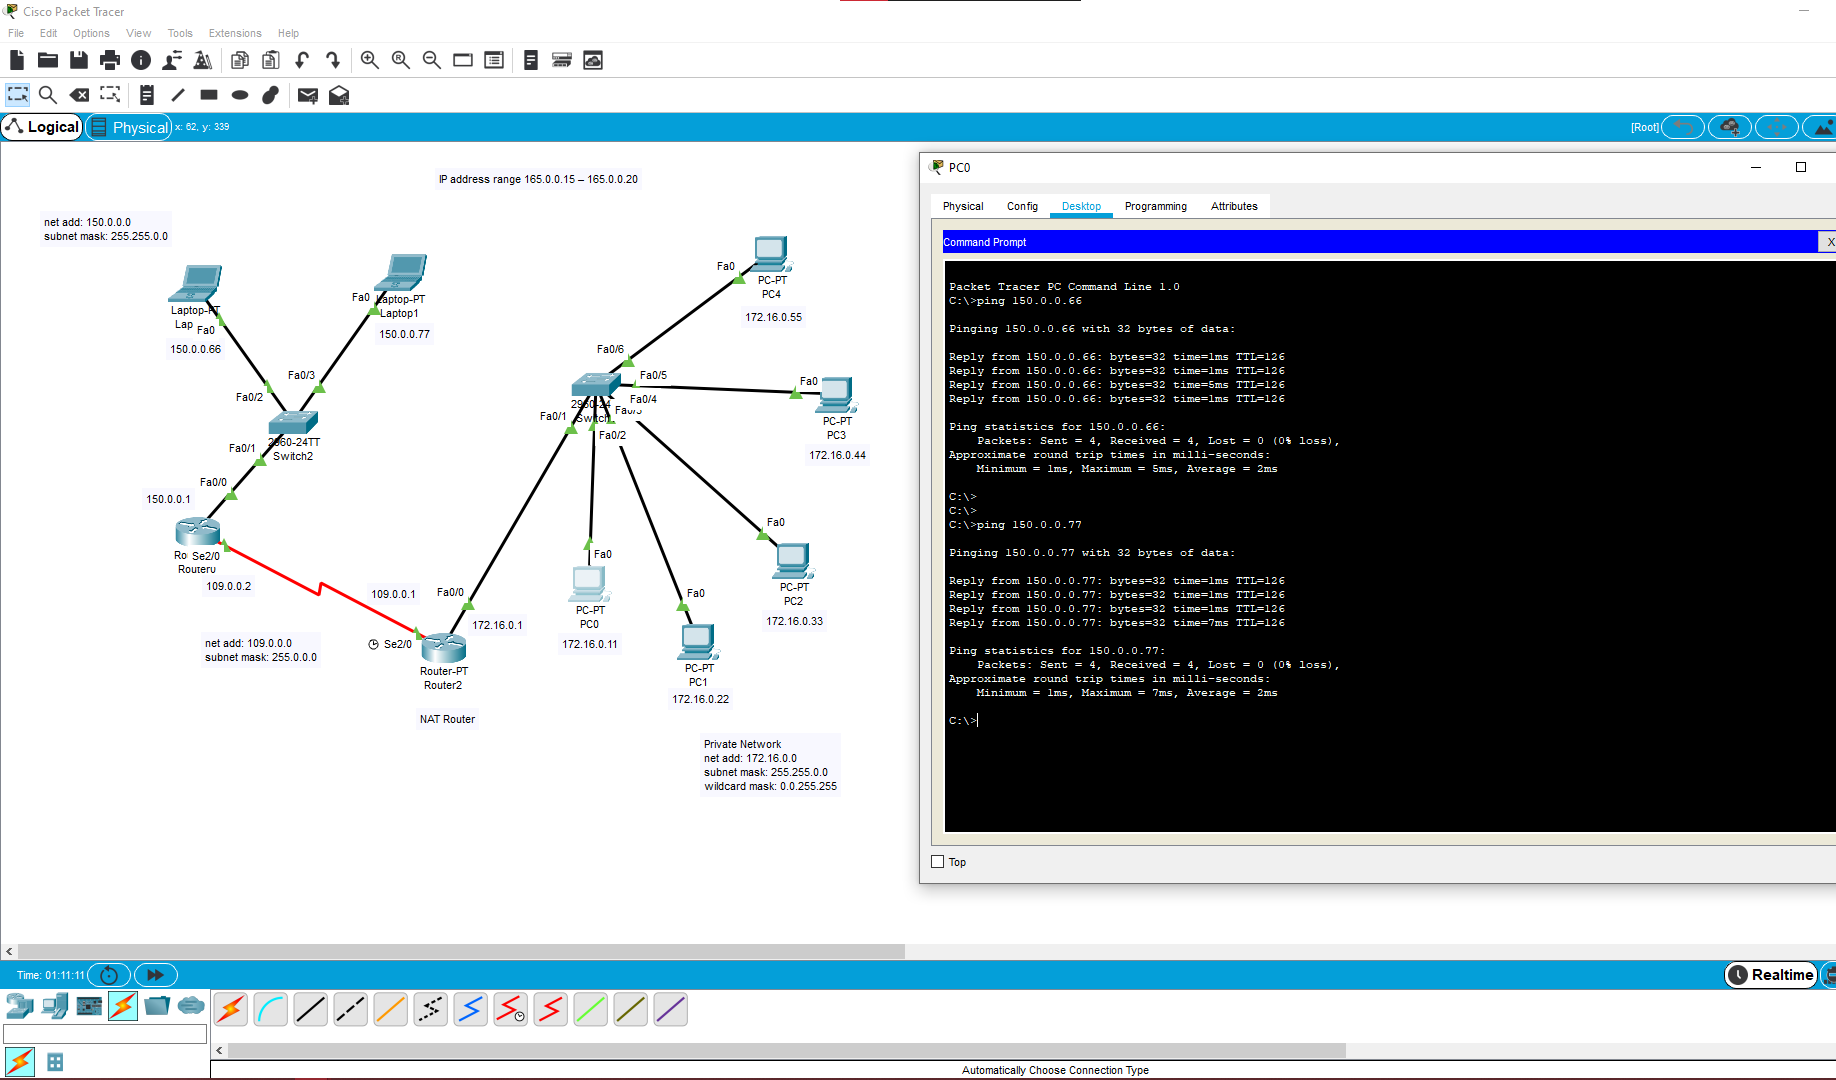 Cisco Packet Tracer
File Edit Options View Tools Extensions Help
Logical
Physical
x: 62, y: 339
[Root]
IP address range 165.0.0.15 – 165.0.0.20
net add: 150.0.0.0
subnet mask: 255.255.0.0
Laptop-PT
Lap
Fa0
150.0.0.66
Fa0
Laptop-PT
Laptop1
150.0.0.77
Fa0/3
Fa0/2
2960-24TT
Switch2
Fa0/1
Fa0/0
150.0.0.1
Ro
Se2/0
Router0
109.0.0.2
net add: 109.0.0.0
subnet mask: 255.0.0.0
109.0.0.1
Fa0/0
172.16.0.1
Se2/0
Router-PT
Router2
NAT Router
Fa0/6
Fa0/5
Fa0/4
2950-24
Switch
Fa0/3
Fa0/1
Fa0/2
Fa0
PC-PT
PC4
172.16.0.55
Fa0
PC-PT
PC3
172.16.0.44
Fa0
PC-PT
PC2
172.16.0.33
Fa0
PC-PT
PC0
172.16.0.11
Fa0
PC-PT
PC1
172.16.0.22
Private Network
net add: 172.16.0.0
subnet mask: 255.255.0.0
wildcard mask: 0.0.255.255
PC0
Physical Config Desktop Programming Attributes
Command Prompt
X
Packet Tracer PC Command Line 1.0
C:\>ping 150.0.0.66
Pinging 150.0.0.66 with 32 bytes of data:
Reply from 150.0.0.66: bytes=32 time=1ms TTL=126
Reply from 150.0.0.66: bytes=32 time=1ms TTL=126
Reply from 150.0.0.66: bytes=32 time=5ms TTL=126
Reply from 150.0.0.66: bytes=32 time=1ms TTL=126
Ping statistics for 150.0.0.66:
Packets: Sent = 4, Received = 4, Lost = 0 (0% loss),
Approximate round trip times in milli-seconds:
Minimum = 1ms, Maximum = 5ms, Average = 2ms
C:\>
C:\>
C:\>ping 150.0.0.77
Pinging 150.0.0.77 with 32 bytes of data:
Reply from 150.0.0.77: bytes=32 time=1ms TTL=126
Reply from 150.0.0.77: bytes=32 time=1ms TTL=126
Reply from 150.0.0.77: bytes=32 time=1ms TTL=126
Reply from 150.0.0.77: bytes=32 time=7ms TTL=126
Ping statistics for 150.0.0.77:
Packets: Sent = 4, Received = 4, Lost = 0 (0% loss),
Approximate round trip times in milli-seconds:
Minimum = 1ms, Maximum = 7ms, Average = 2ms
C:\>
Top
Time: 01:11:11
Realtime
Automatically Choose Connection Type